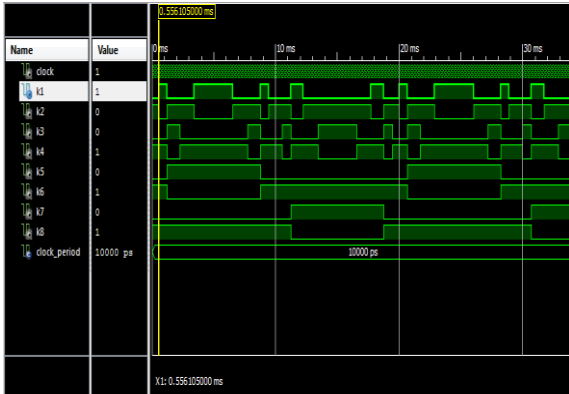 0.556105000 ms
Name Value 0 ms 10 ms 20 ms 30 ms
clock 1
k1 1
k2 0
k3 0
k4 1
k5 0
k6 1
k7 0
k8 1
clock_period 10000 ps 10000 ps
X1: 0.556105000 ms